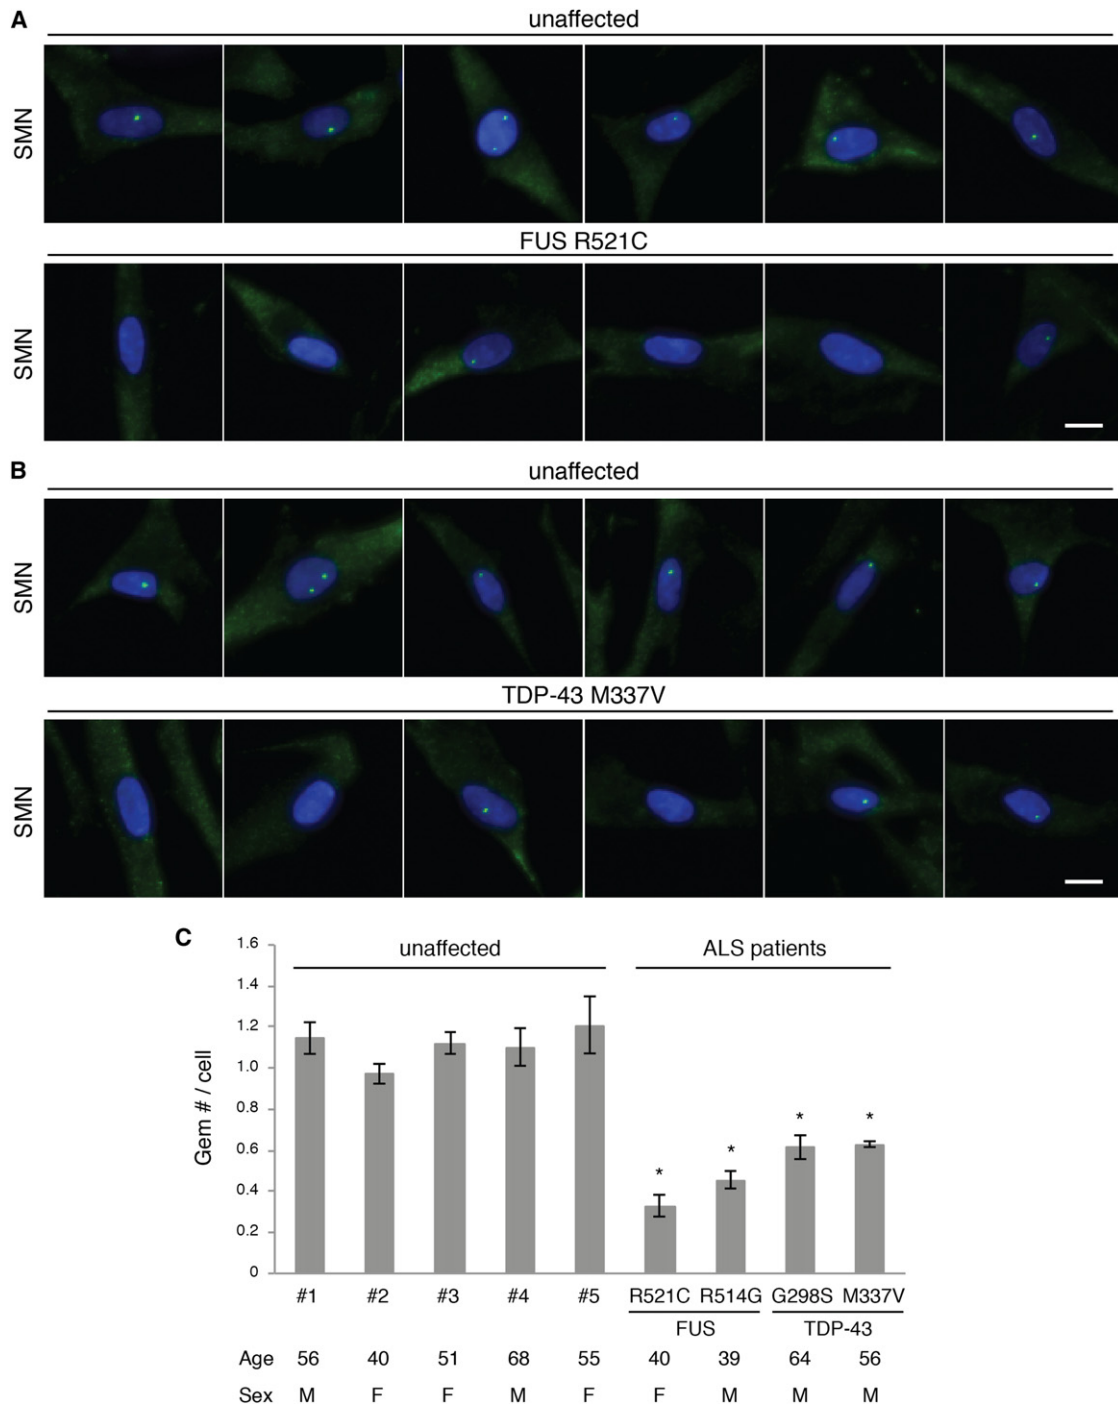 A
unaffected
SMN
FUS R521C
SMN
B
unaffected
SMN
TDP-43 M337V
SMN
C
unaffected ALS patients
Gem # / cell
1.6
1.4
1.2
1.0
0.8
0.6
0.4
0.2
0
* * * *
#1 #2 #3 #4 #5 R521C R514G G298S M337V
FUS TDP-43
Age 56 40 51 68 55 40 39 64 56
Sex M F F M F F M M M